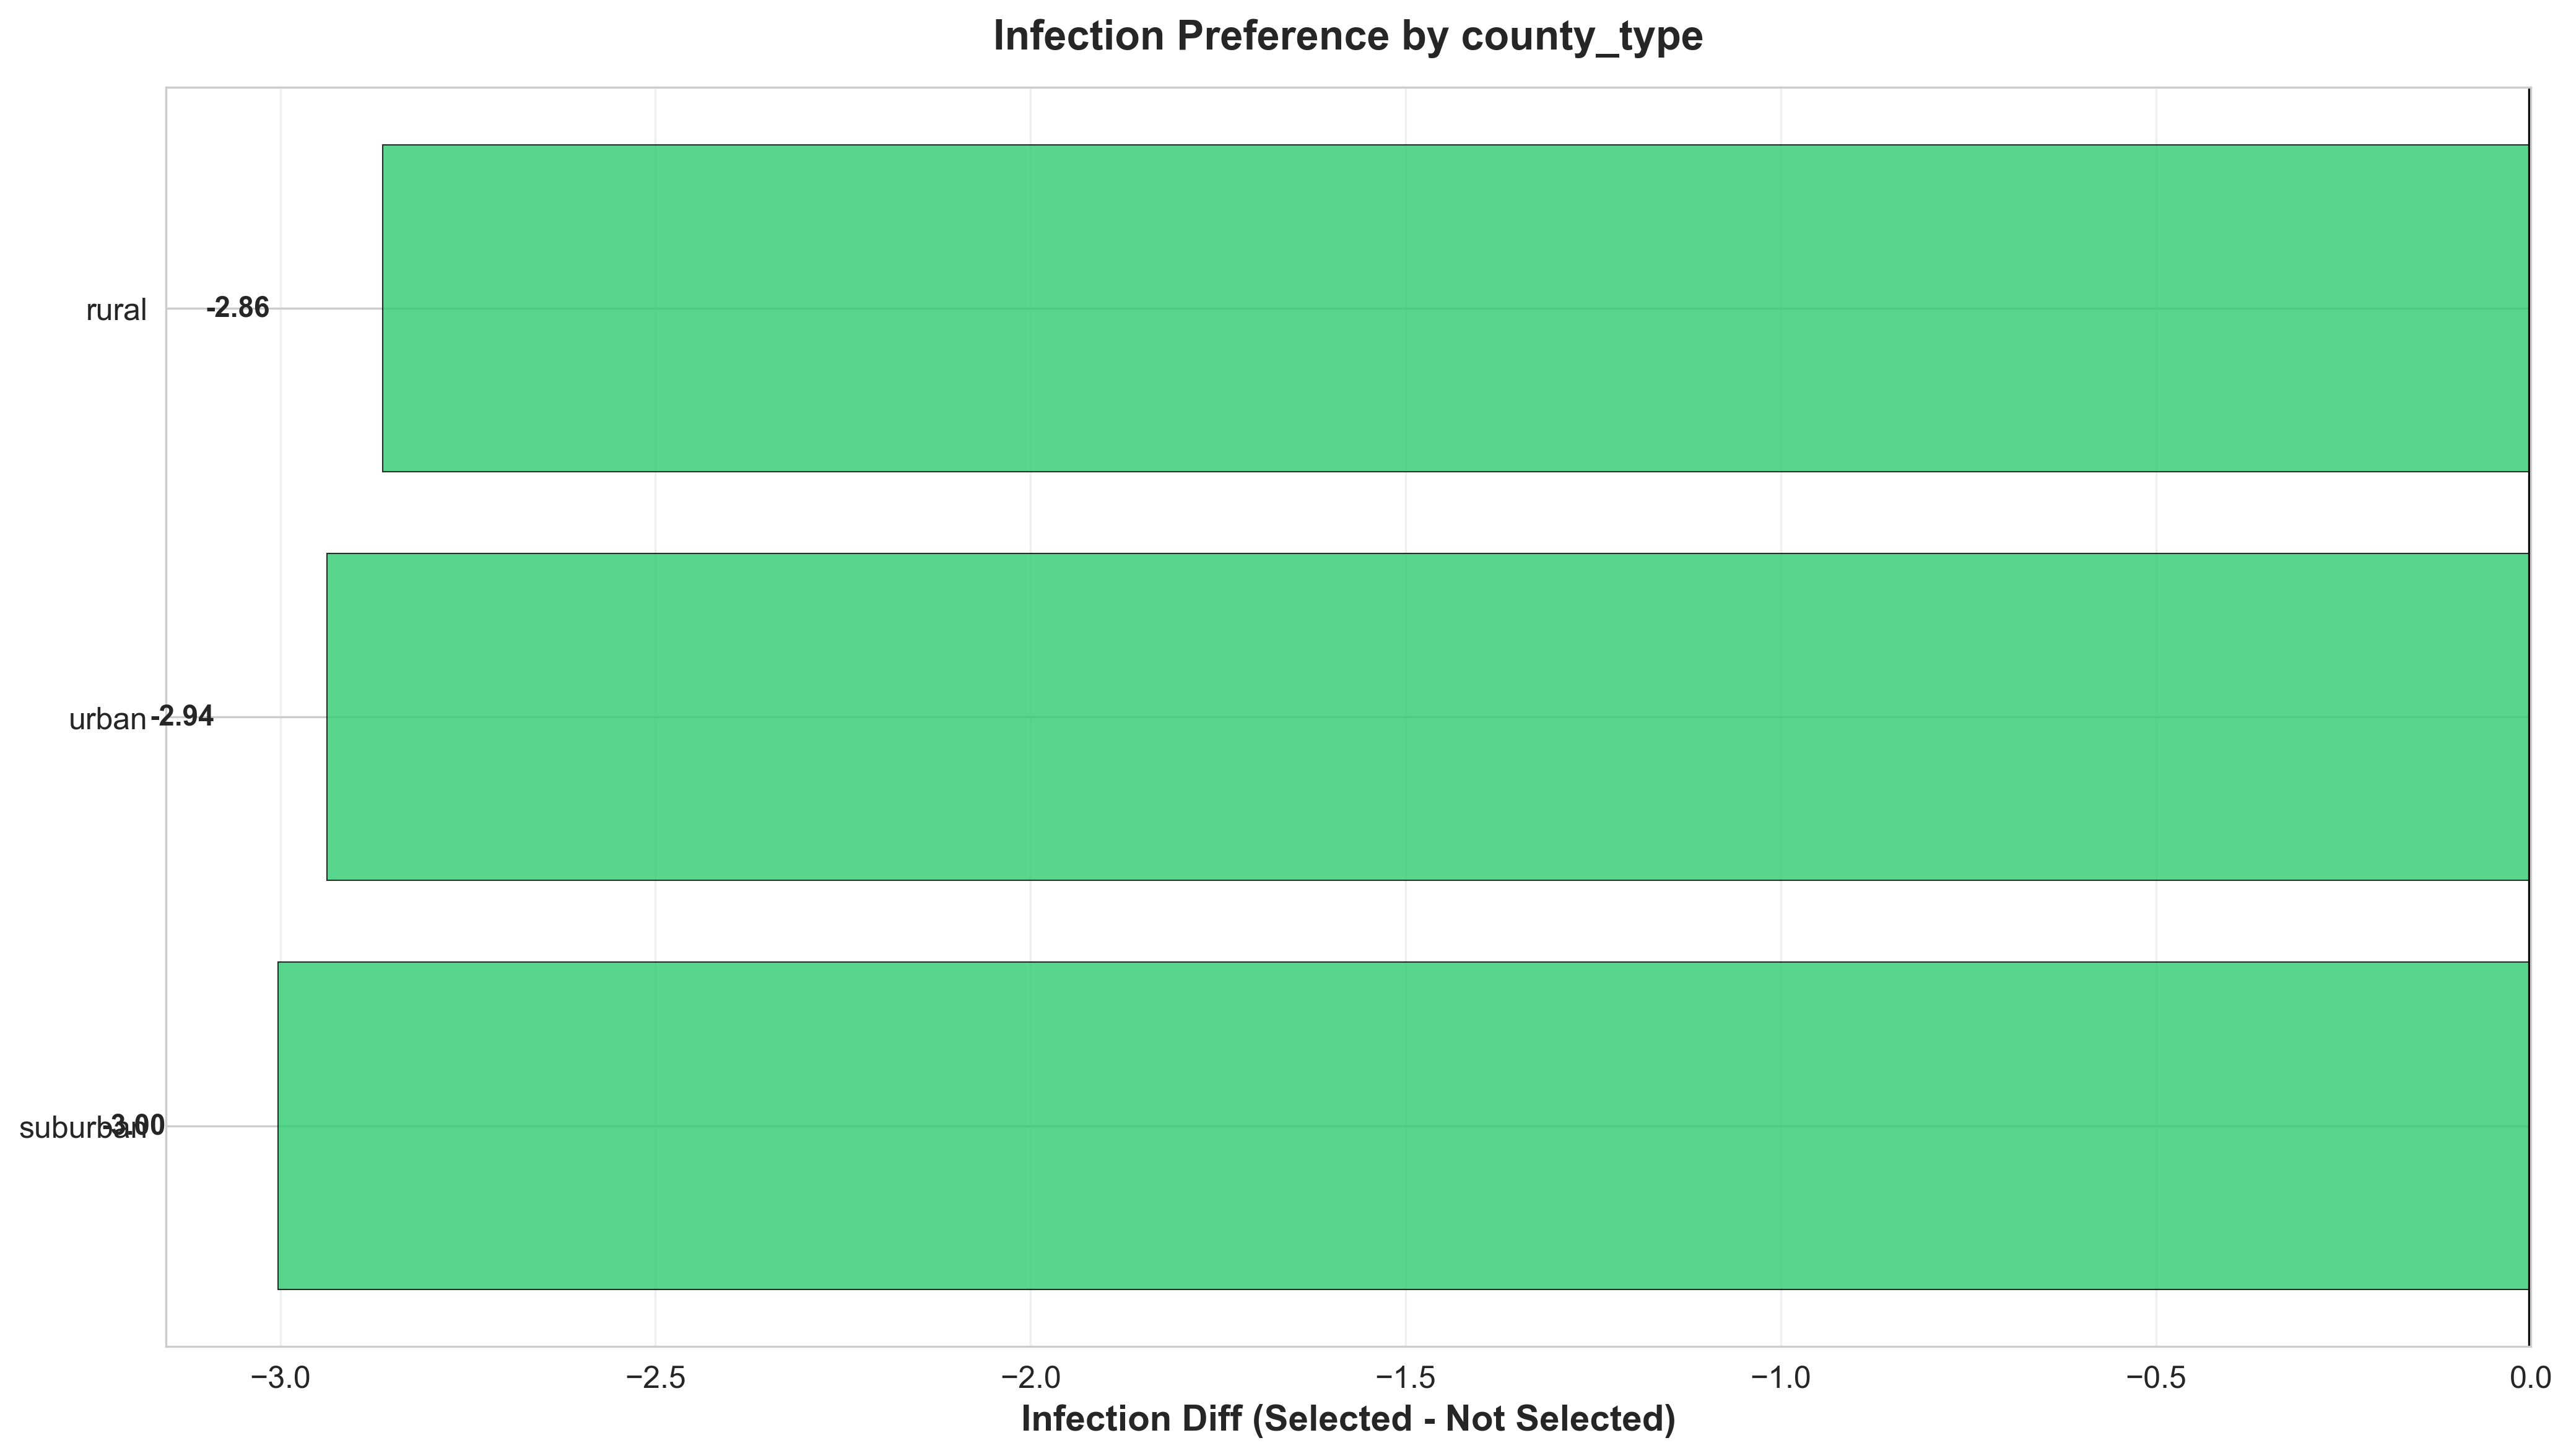 Infection Preference by county_type
rural
-2.86
urban
-2.94
suburban
-3.00
−3.0
−2.5
−2.0
−1.5
−1.0
−0.5
0.0
Infection Diff (Selected - Not Selected)